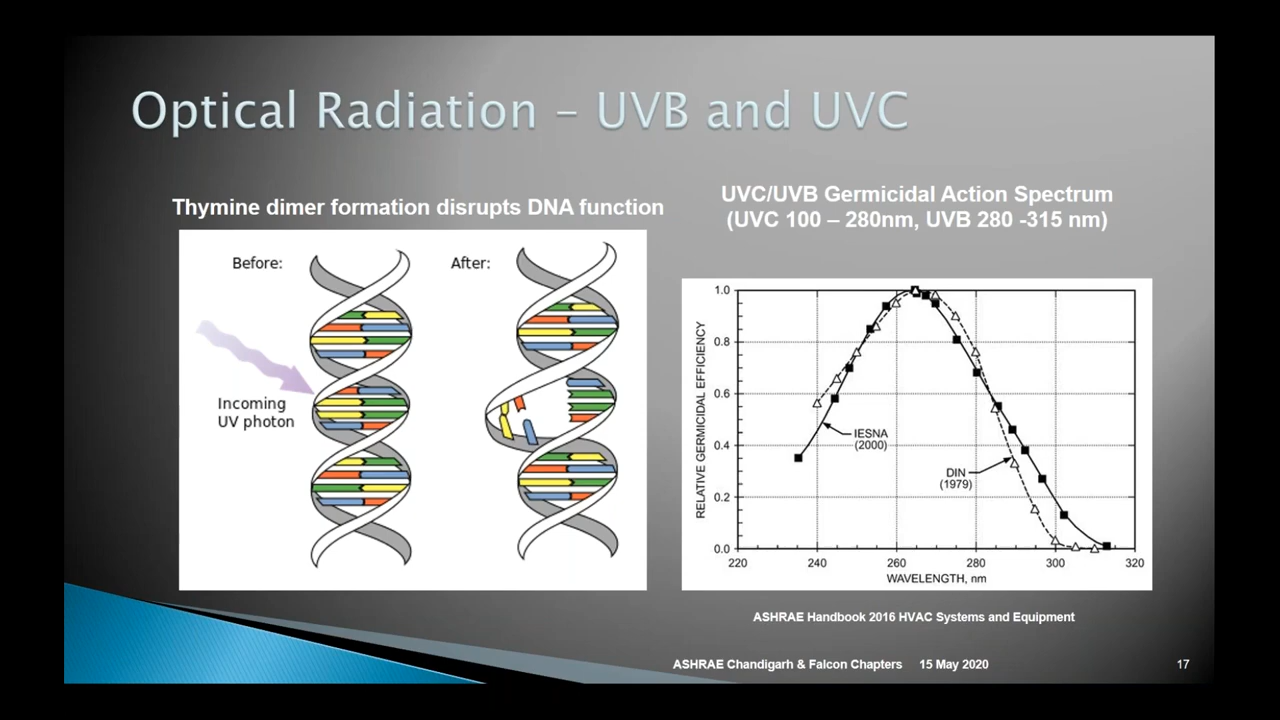 Optical Radiation – UVB and UVC
Thymine dimer formation disrupts DNA function
Before:
After:
Incoming
UV photon
UVC/UVB Germicidal Action Spectrum
(UVC 100 – 280nm, UVB 280 -315 nm)
RELATIVE GERMICIDAL EFFICIENCY
1.0
0.8
0.6
0.4
0.2
0.0
IESNA
(2000)
DIN
(1979)
220 240 260 280 300 320
WAVELENGTH, nm
ASHRAE Handbook 2016 HVAC Systems and Equipment
ASHRAE Chandigarh & Falcon Chapters 15 May 2020 17